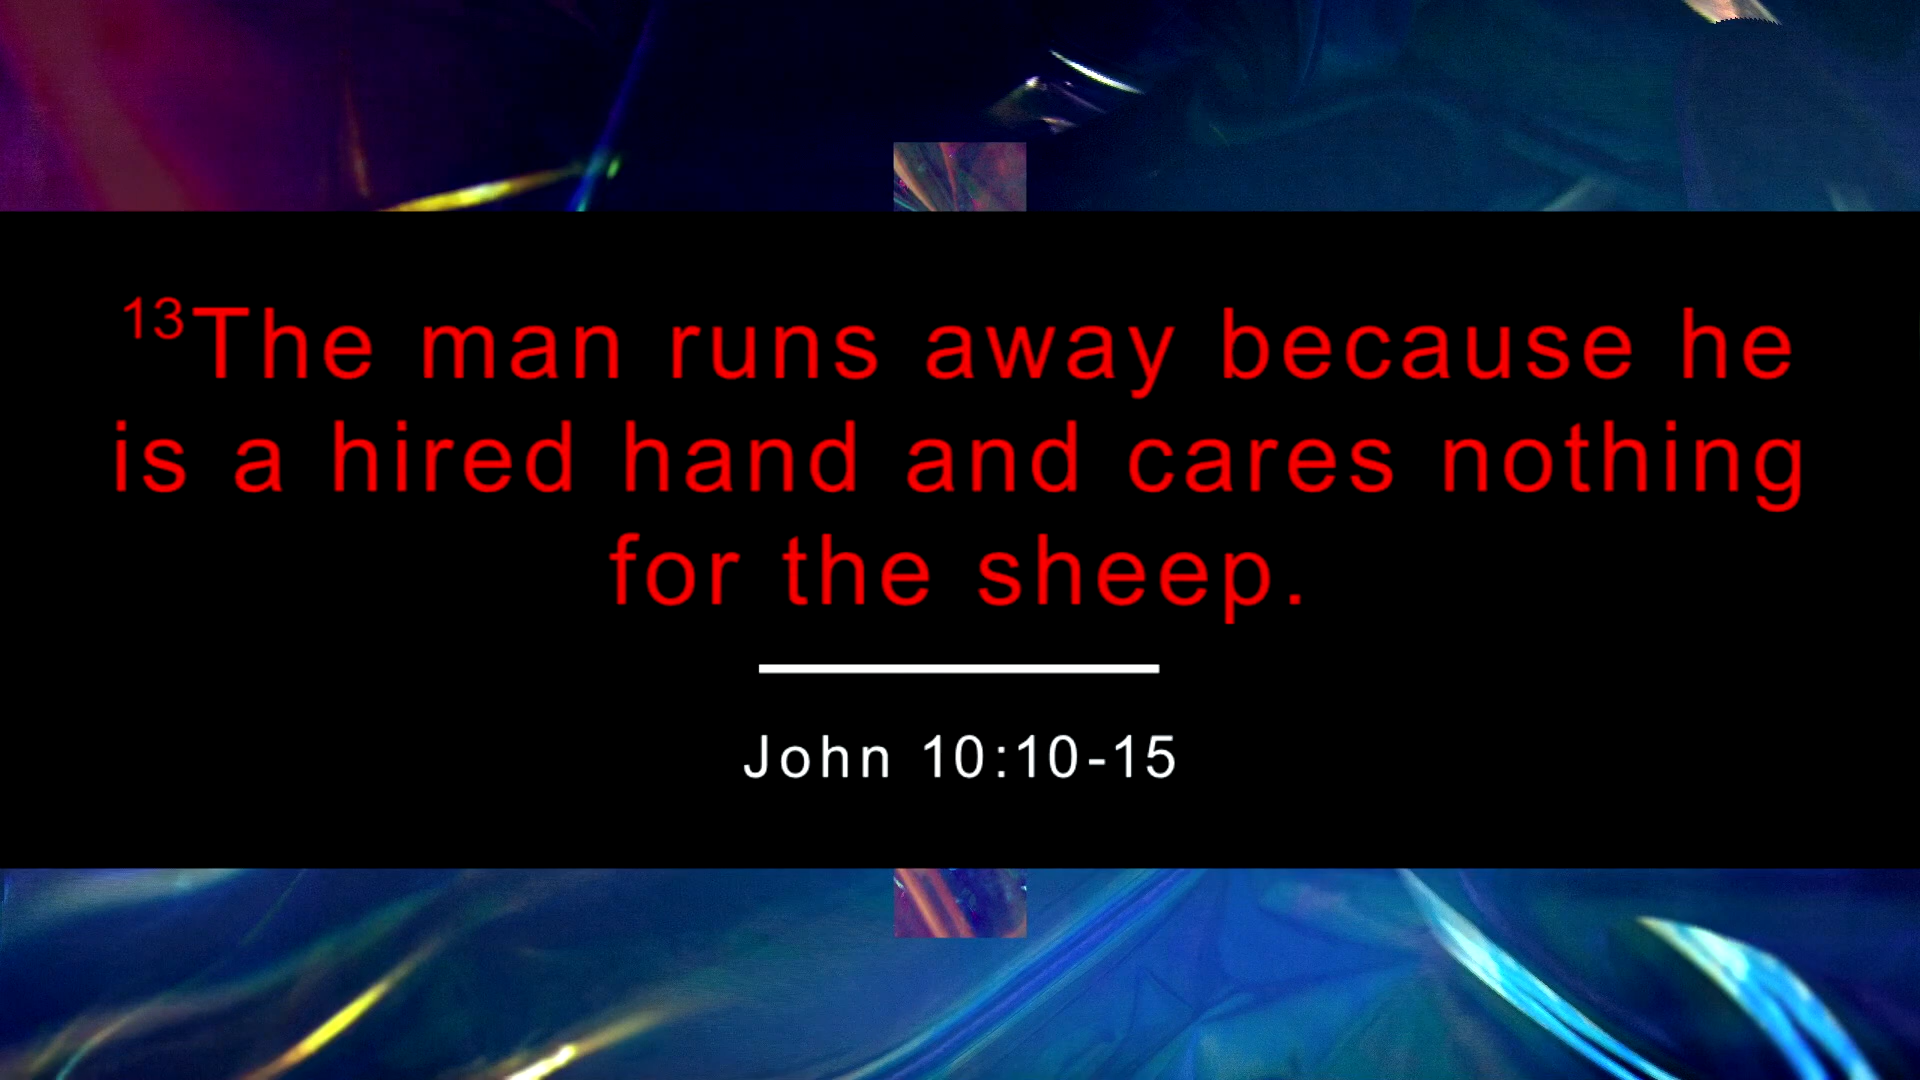 13The man runs away because he
is a hired hand and cares nothing
for the sheep.
John 10:10-15